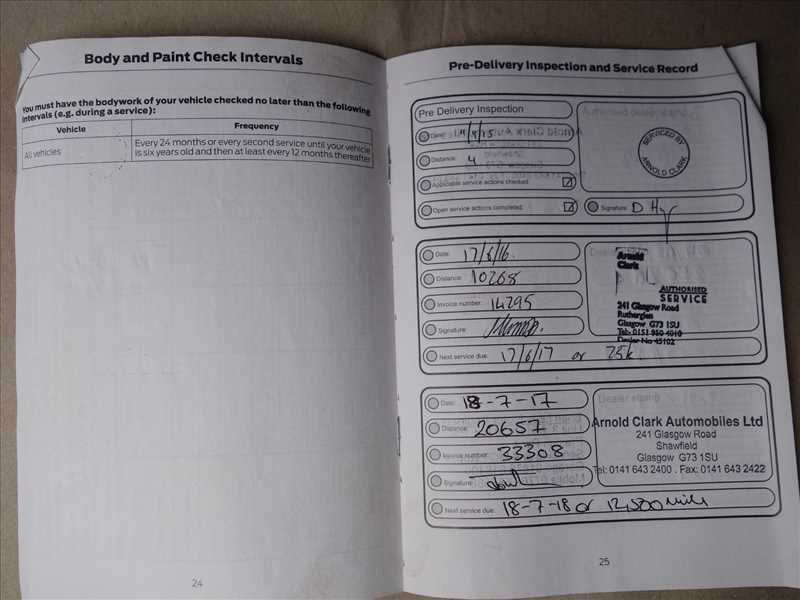 Body and Paint Check Intervals
You must have the bodywork of your vehicle checked no later than the following
intervals (e.g. during a service):
Vehicle Frequency
All vehicles Every 24 months or every second service until your vehicle
is six years old and then at least every 12 months thereafter
24
Pre-Delivery Inspection and Service Record
Pre Delivery Inspection
Authorised dealer stamp
Date:
Distance: 4
Applicable service actions checked
Open service actions completed
SERVICED BY
ARNOLD CLARK
Signature: D
Date: 17/6/16
Distance: 10268
Invoice number: 14295
Signature:
Next service due: 17/6/17 or 25k
Arnold
Clark
AUTHORISED
SERVICE
241 Glasgow Road
Rutherglen
Glasgow G73 1SU
Dealer No 45102
Date: 18-7-17
Distance: 20657
Invoice number: 33308
Signature:
Next service due: 18-7-18 or 12,500 miles
Dealer stamp
Arnold Clark Automobiles Ltd
241 Glasgow Road
Shawfield
Glasgow G73 1SU
Tel: 0141 643 2400 . Fax: 0141 643 2422
25